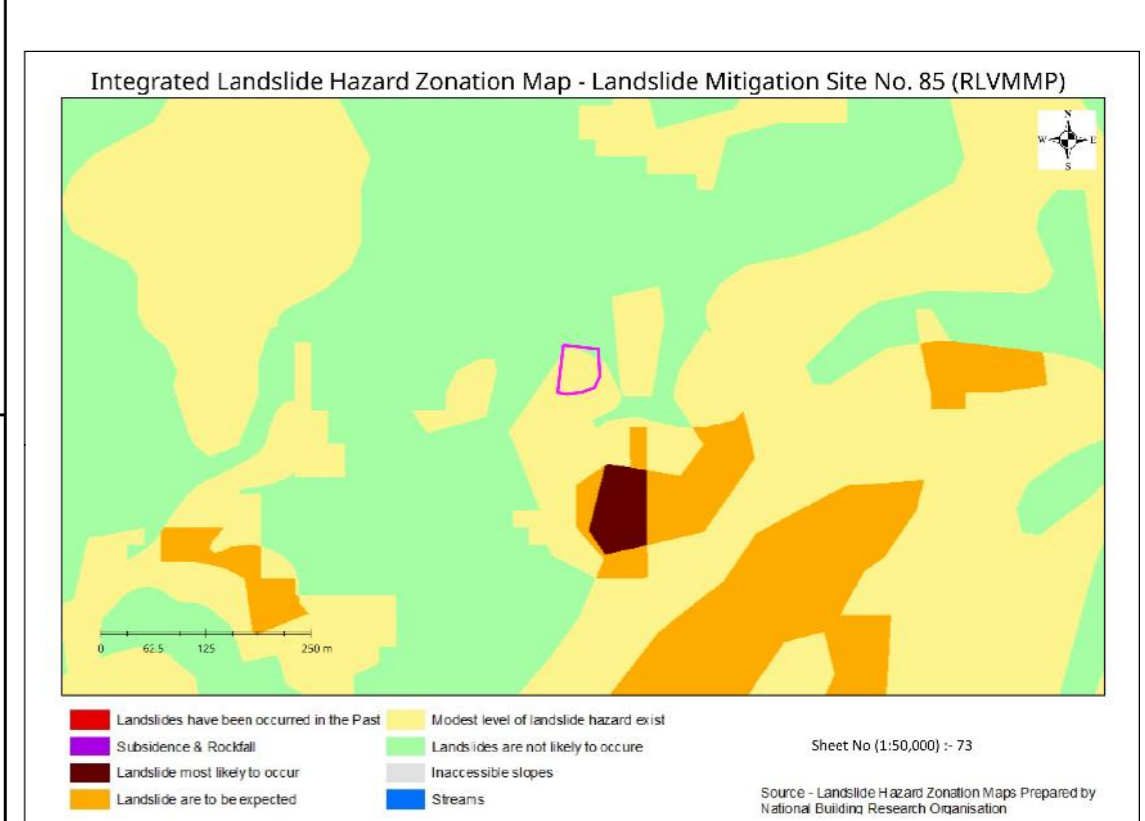 Integrated Landslide Hazard Zonation Map - Landslide Mitigation Site No. 85 (RLVMMP)
N
W E
S
0 62.5 125 250 m
Landslides have been occurred in the Past
Subsidence & Rockfall
Landslide most likely to occur
Landslide are to be expected
Modest level of landslide hazard exist
Landslides are not likely to occure
Inaccessible slopes
Streams
Sheet No (1:50,000) :- 73
Source - Landslide Hazard Zonation Maps Prepared by
National Building Research Organisation